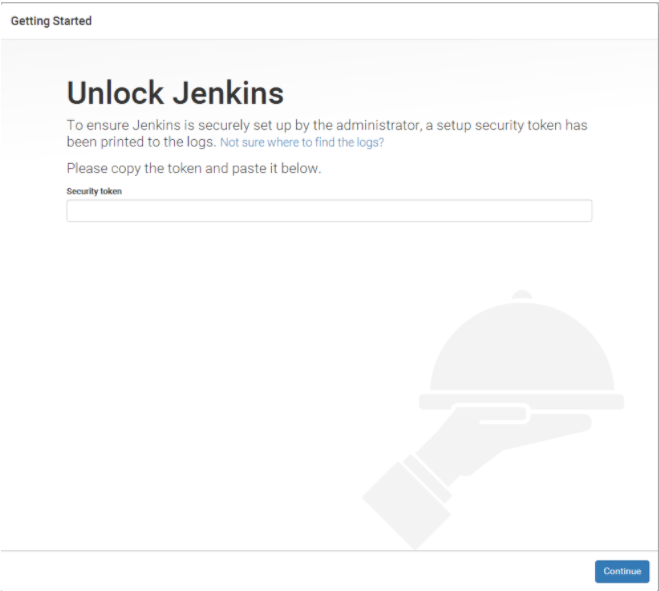 Getting Started
Unlock Jenkins
To ensure Jenkins is securely set up by the administrator, a setup security token has
been printed to the logs. Not sure where to find the logs?
Please copy the token and paste it below.
Security token
Continue